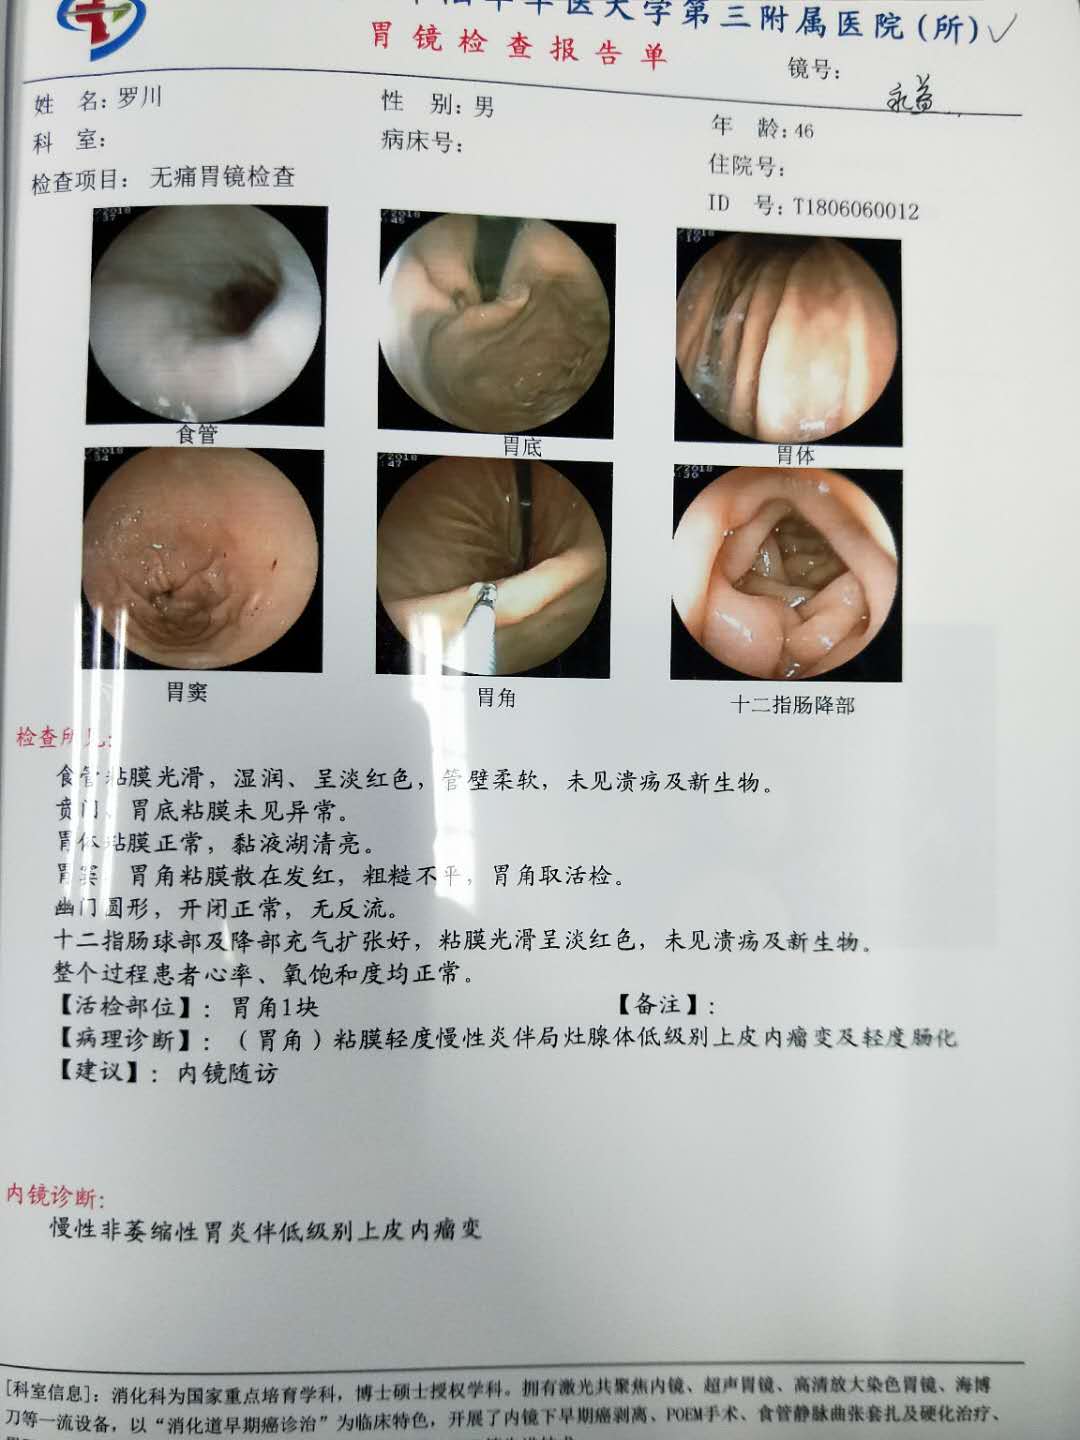 军医大学第三附属医院(所)
胃镜检查报告单
镜号：
姓 名：罗川 性 别：男 年 龄：46
科 室： 病床号： 住院号：
检查项目： 无痛胃镜检查 ID 号：T1806060012
/2018 /2018 /2018
:37 :45 :10
食管 胃底 胃体
/2018 /2018 /2018
:34 :47 :30
胃窦 胃角 十二指肠降部
检查所见：
食管粘膜光滑，湿润、呈淡红色，管壁柔软，未见溃疡及新生物。
贲门、胃底粘膜未见异常。
胃体粘膜正常，黏液湖清亮。
胃窦、胃角粘膜散在发红，粗糙不平，胃角取活检。
幽门圆形，开闭正常，无反流。
十二指肠球部及降部充气扩张好，粘膜光滑呈淡红色，未见溃疡及新生物。
整个过程患者心率、氧饱和度均正常。
【活检部位】：胃角1块 【备注】：
【病理诊断】：（胃角）粘膜轻度慢性炎伴局灶腺体低级别上皮内瘤变及轻度肠化
【建议】：内镜随访
内镜诊断：
慢性非萎缩性胃炎伴低级别上皮内瘤变
[科室信息]：消化科为国家重点培育学科，博士硕士授权学科。拥有激光共聚焦内镜、超声胃镜、高清放大染色胃镜、海博
刀等一流设备，以“消化道早期癌诊治”为临床特色，开展了内镜下早期癌剥离、POEM手术、食管静脉曲张套扎及硬化治疗、